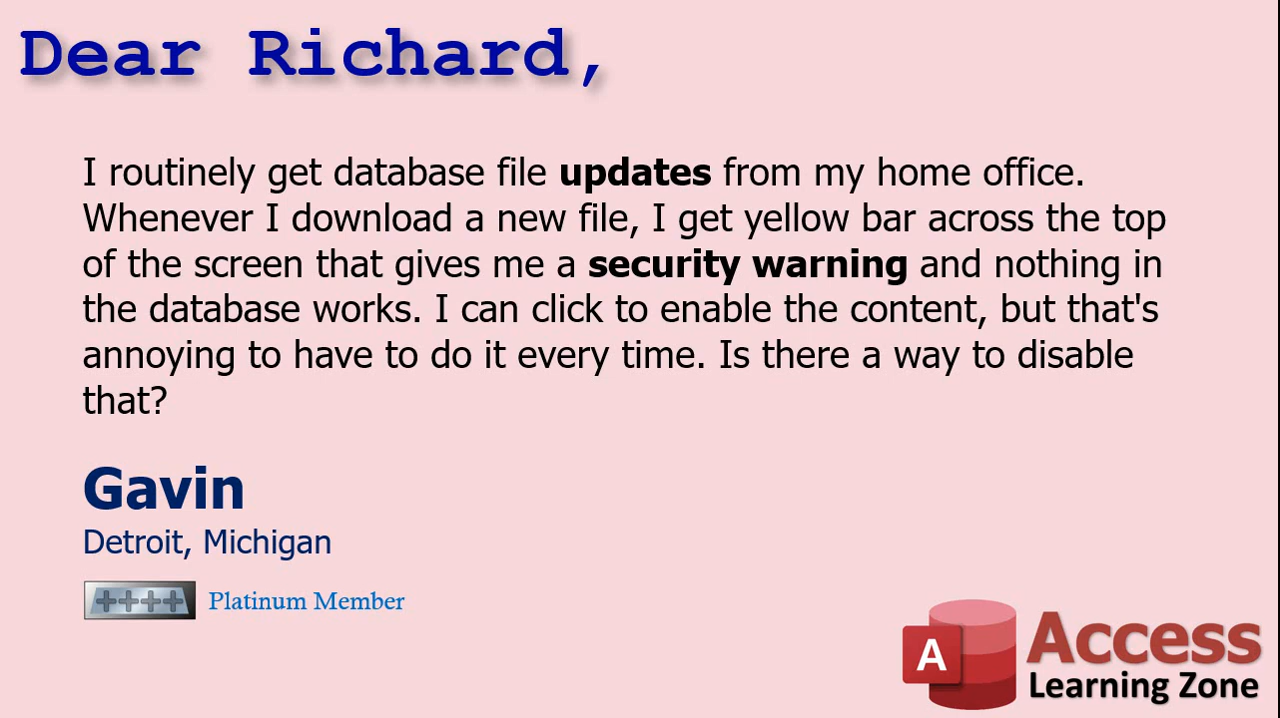 Dear Richard,
I routinely get database file updates from my home office.
Whenever I download a new file, I get yellow bar across the top
of the screen that gives me a security warning and nothing in
the database works. I can click to enable the content, but that's
annoying to have to do it every time. Is there a way to disable
that?
Gavin
Detroit, Michigan
++++ Platinum Member
A Access
Learning Zone